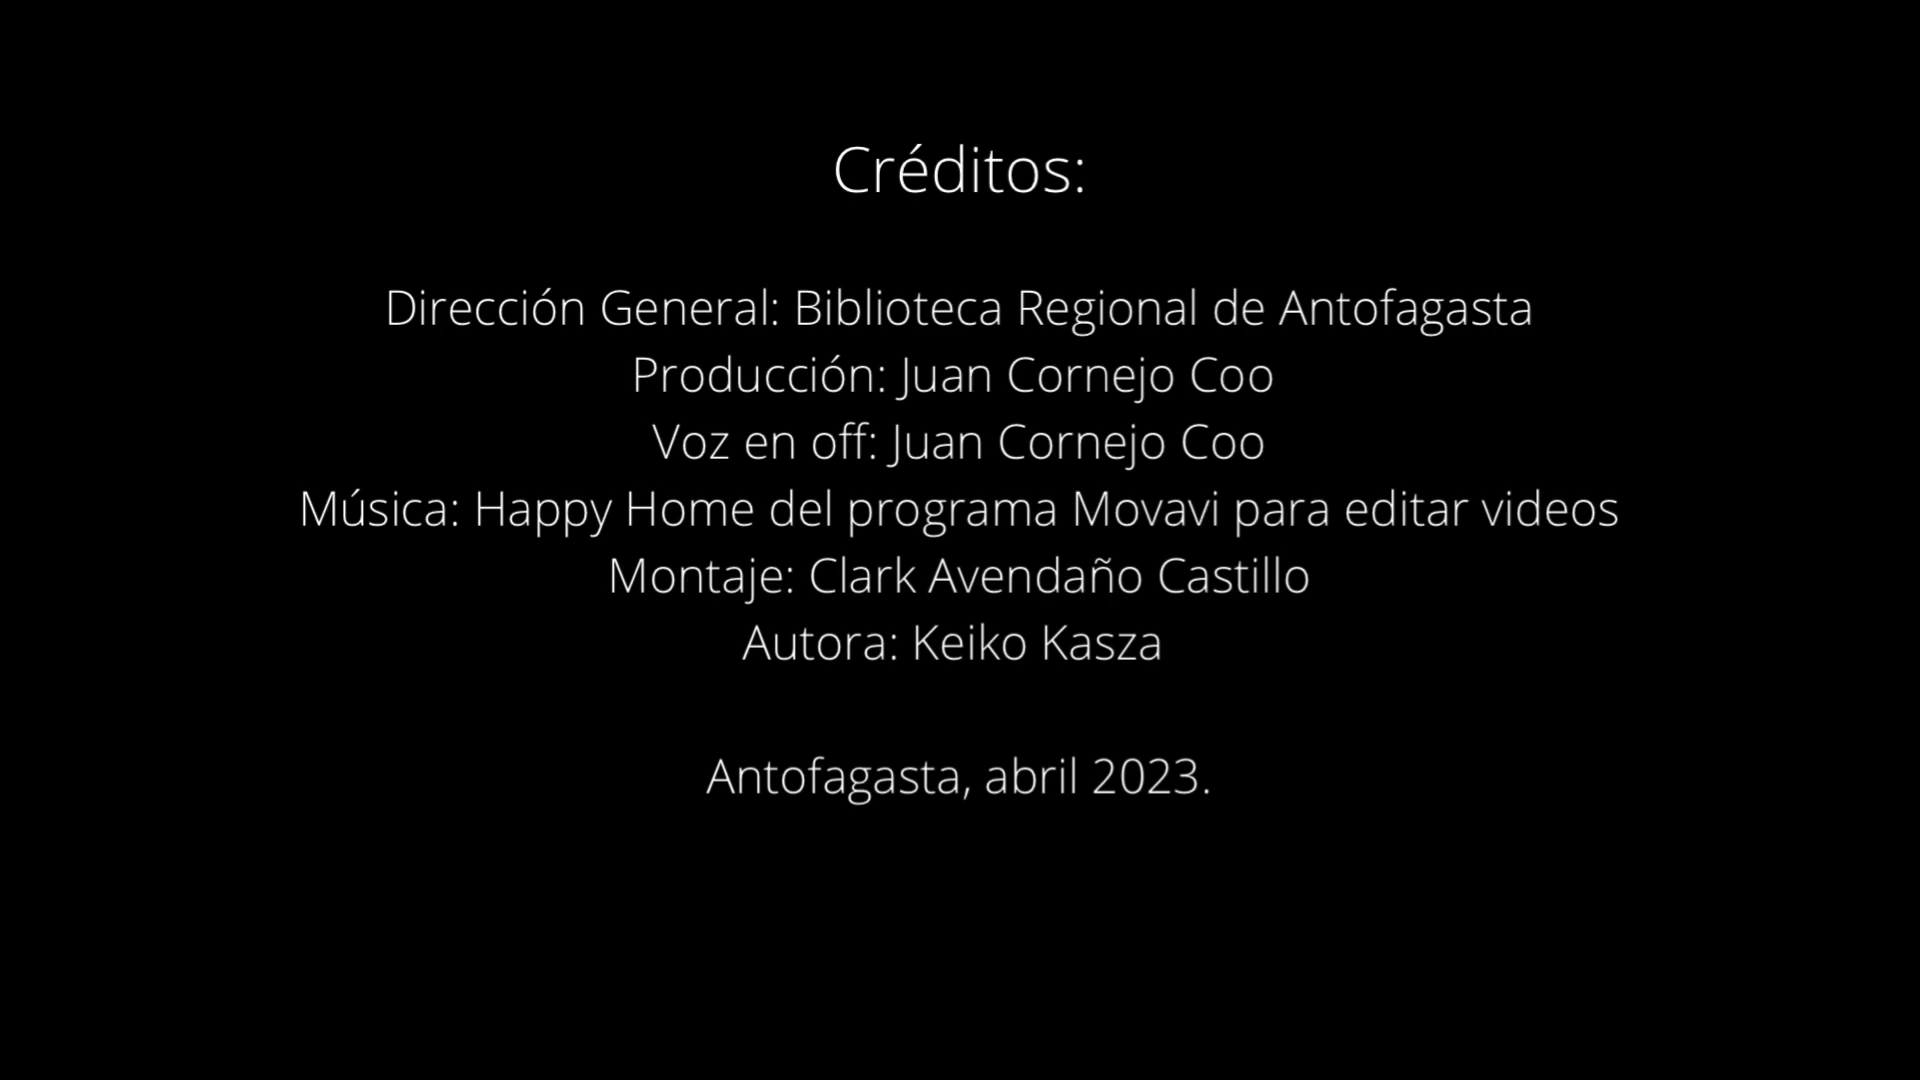 Créditos:
Dirección General: Biblioteca Regional de Antofagasta
Producción: Juan Cornejo Coo
Voz en off: Juan Cornejo Coo
Música: Happy Home del programa Movavi para editar videos
Montaje: Clark Avendaño Castillo
Autora: Keiko Kasza
Antofagasta, abril 2023.